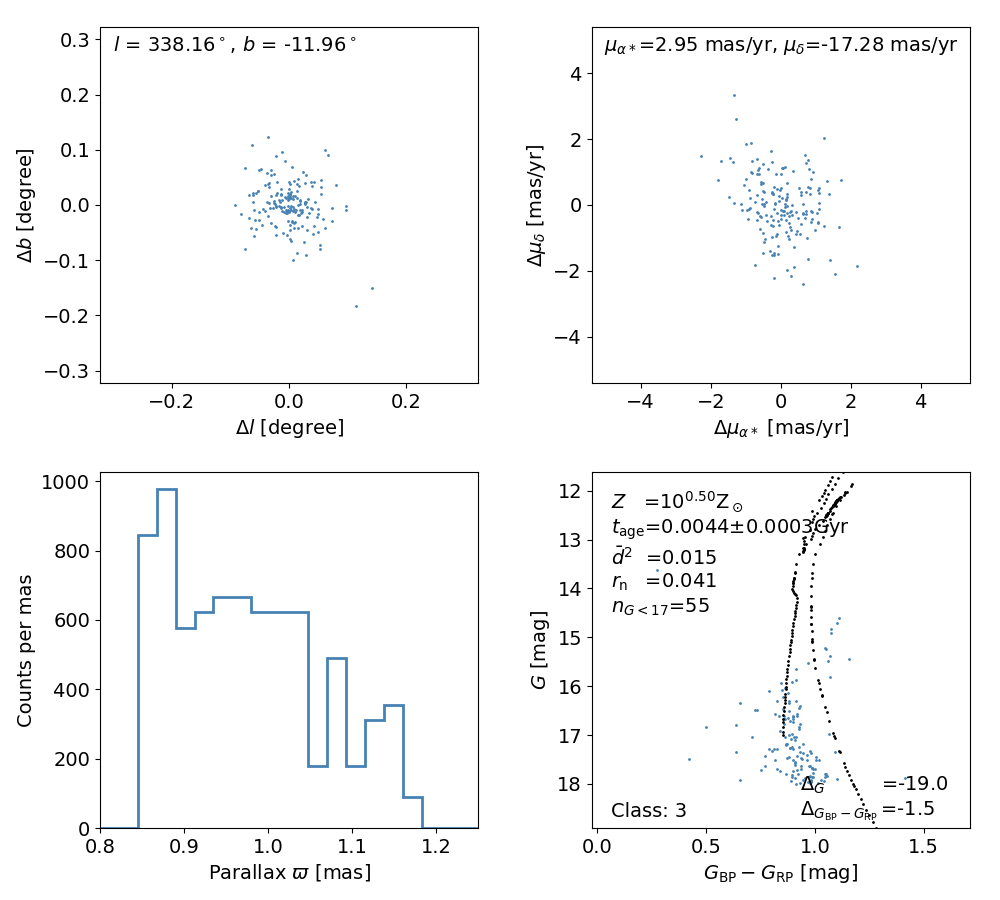 l = 338.16°, b = -11.96°
0.3
0.2
0.1
0.0
−0.1
−0.2
−0.3
Δb [degree]
−0.2 0.0 0.2
Δl [degree]
μα*=2.95 mas/yr, μδ=-17.28 mas/yr
4
2
0
−2
−4
Δμδ [mas/yr]
−4 −2 0 2 4
Δμα* [mas/yr]
1000
800
600
400
200
0
Counts per mas
0.8 0.9 1.0 1.1 1.2
Parallax ϖ [mas]
12
13
14
15
16
17
18
G [mag]
Z =10^0.50 Z⊙
t_age=0.0044±0.0003Gyr
d̄² =0.015
r_n =0.041
n_G<17=55
Δ_G =-19.0
Δ_G_BP−G_RP =-1.5
Class: 3
0.0 0.5 1.0 1.5
G_BP − G_RP [mag]